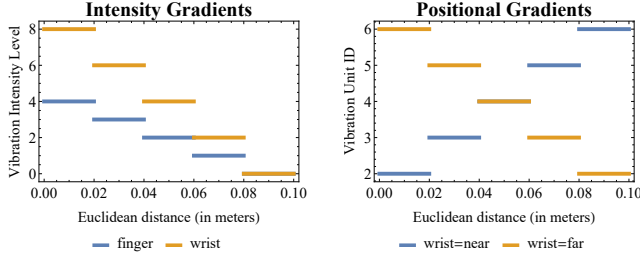 Intensity Gradients
Vibration Intensity Level
8
6
4
2
0
0.00 0.02 0.04 0.06 0.08 0.10
Euclidean distance (in meters)
finger wrist
Positional Gradients
Vibration Unit ID
6
5
4
3
2
0.00 0.02 0.04 0.06 0.08 0.10
Euclidean distance (in meters)
wrist=near wrist=far